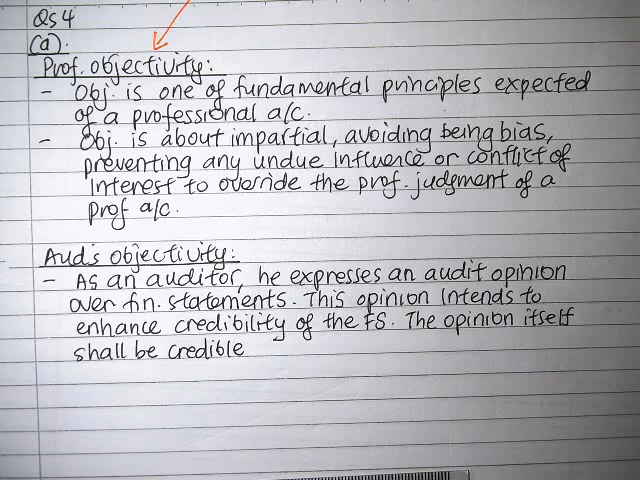 Qs 4
(a).
Prof. objectivity:
- Obj. is one of fundamental principles expected
of a professional a/c.
- Obj. is about impartial, avoiding being bias,
preventing any undue influence or conflict of
interest to override the prof. judgment of a
prof a/c.
Aud's objectivity:
- As an auditor, he expresses an audit opinion
over fin. statements. This opinion intends to
enhance credibility of the FS. The opinion itself
shall be credible